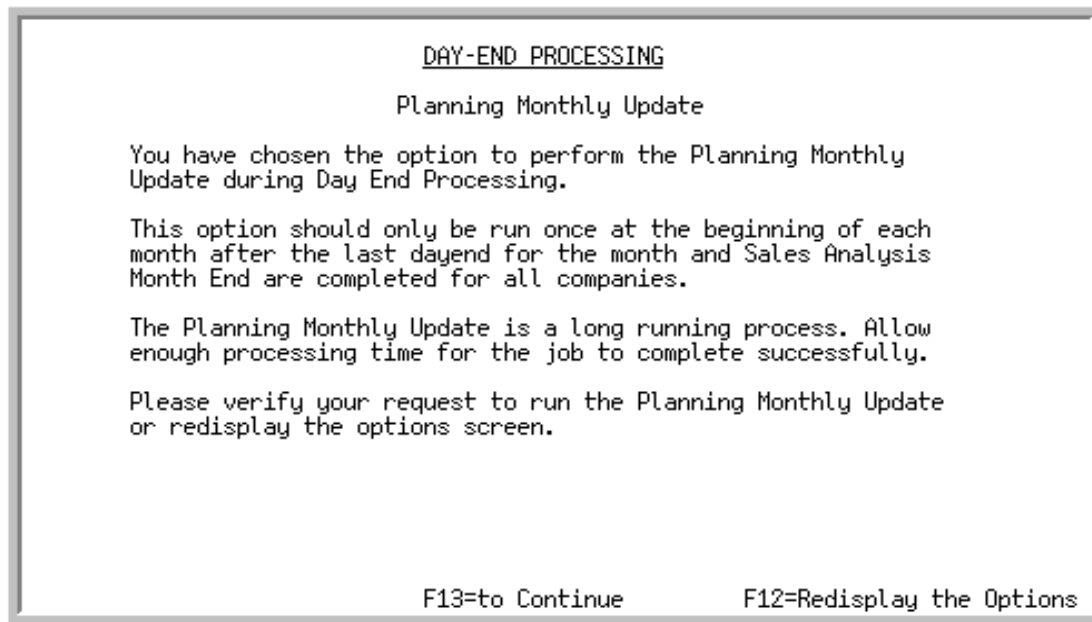 DAY-END PROCESSING
Planning Monthly Update
You have chosen the option to perform the Planning Monthly
Update during Day End Processing.
This option should only be run once at the beginning of each
month after the last dayend for the month and Sales Analysis
Month End are completed for all companies.
The Planning Monthly Update is a long running process. Allow
enough processing time for the job to complete successfully.
Please verify your request to run the Planning Monthly Update
or redisplay the options screen.
F13=to Continue F12=Redisplay the Options